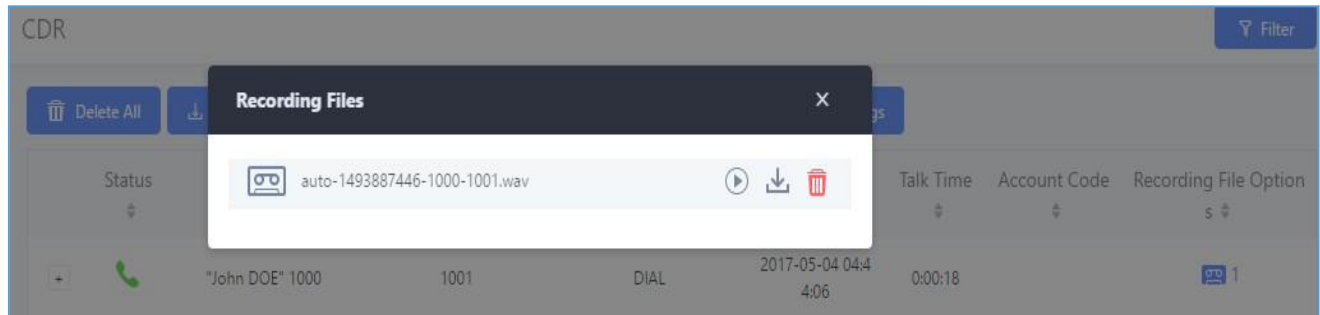 CDR
Filter
Delete All
Recording Files
X
gs
auto-1493887446-1000-1001.wav
Status
Talk Time
Account Code
Recording File Option
s
+
"John DOE" 1000
1001
DIAL
2017-05-04 04:4
4:06
0:00:18
1